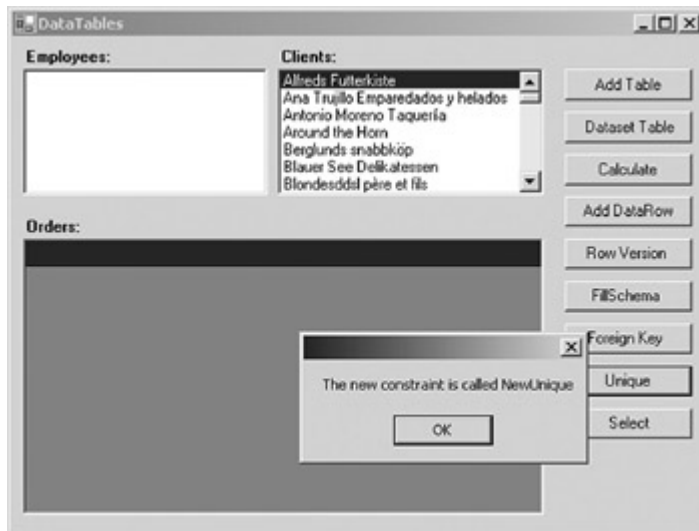 DataTables
Employees:
Clients:
Alfreds Futterkiste
Ana Trujillo Emparedados y helados
Antonio Moreno Taquería
Around the Horn
Berglunds snabbköp
Blauer See Delikatessen
Blondesddsl père et fils
Orders:
Add Table
Dataset Table
Calculate
Add DataRow
Row Version
FillSchema
Foreign Key
Unique
Select
The new constraint is called NewUnique
OK